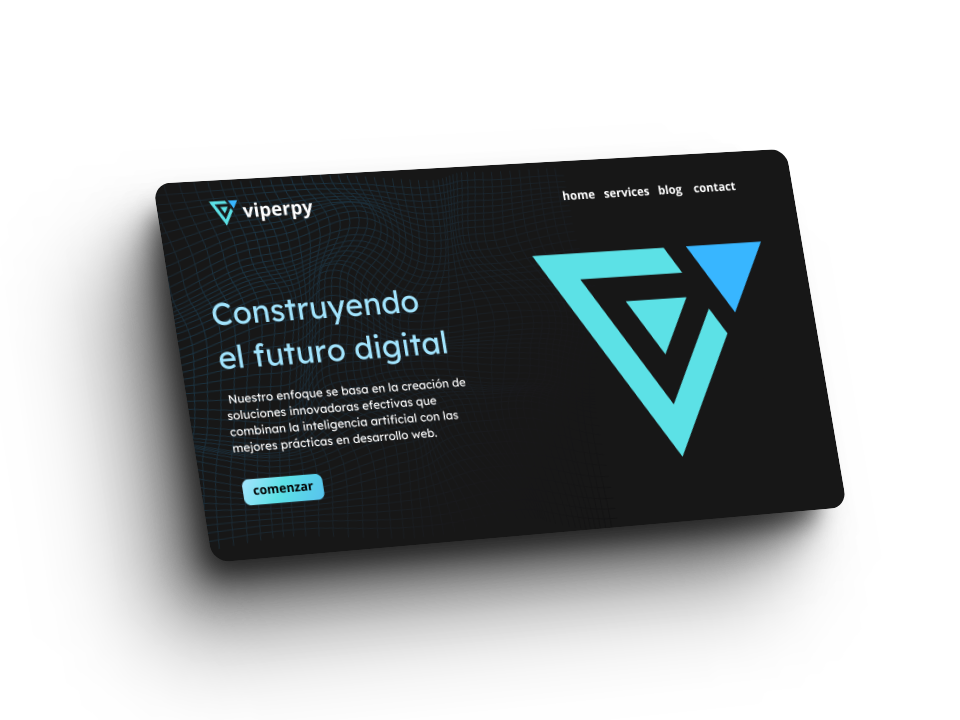 viperpy
home services blog contact
Construyendo
el futuro digital
Nuestro enfoque se basa en la creación de
soluciones innovadoras efectivas que
combinan la inteligencia artificial con las
mejores prácticas en desarrollo web.
comenzar